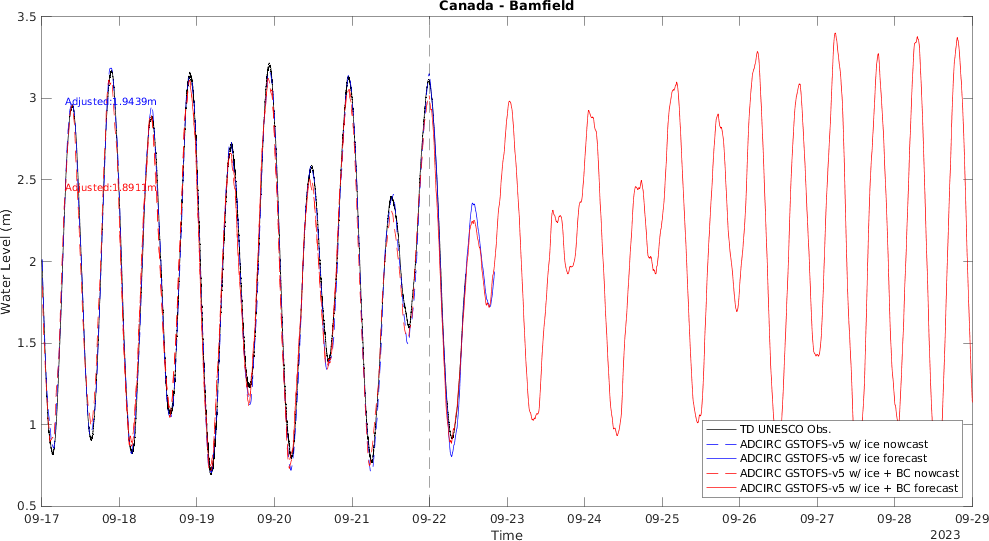 Canada - Bamfield
3.5
3
2.5
2
1.5
1
0.5
Water Level (m)
Adjusted:1.9439m
Adjusted:1.8911m
TD UNESCO Obs.
ADCIRC GSTOFS-v5 w/ ice nowcast
ADCIRC GSTOFS-v5 w/ ice forecast
ADCIRC GSTOFS-v5 w/ ice + BC nowcast
ADCIRC GSTOFS-v5 w/ ice + BC forecast
09-17 09-18 09-19 09-20 09-21 09-22 09-23 09-24 09-25 09-26 09-27 09-28 09-29
Time
2023